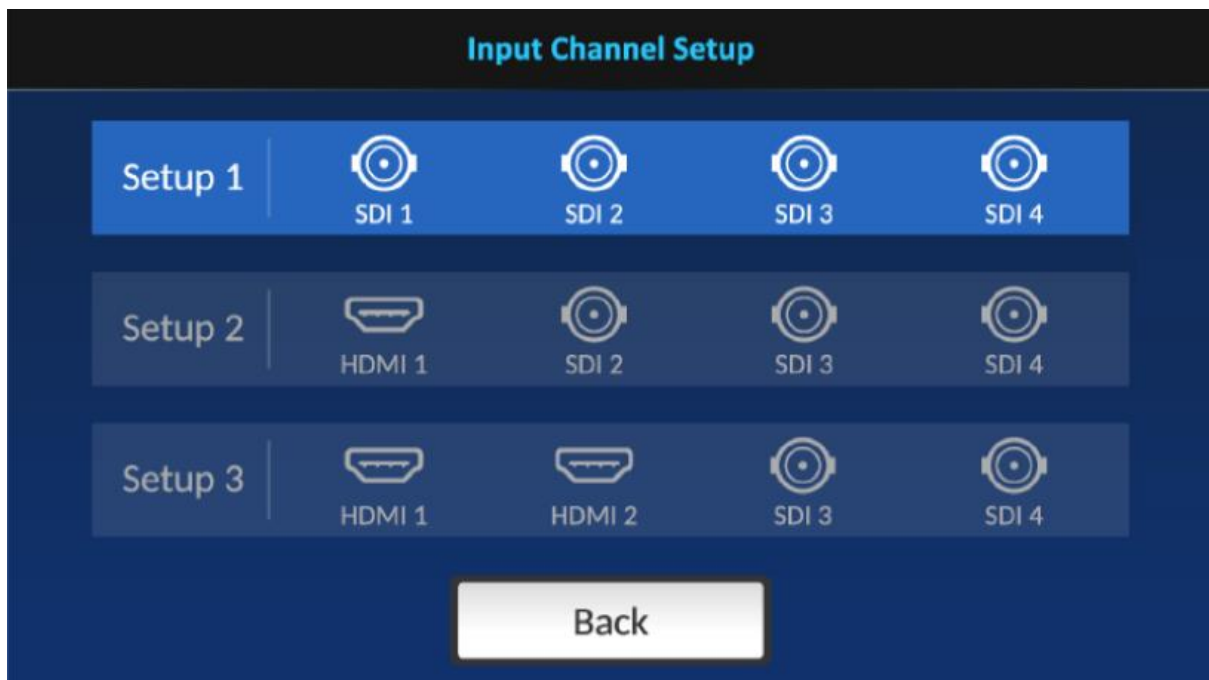 Input Channel Setup
Setup 1
SDI 1 SDI 2 SDI 3 SDI 4
Setup 2
HDMI 1 SDI 2 SDI 3 SDI 4
Setup 3
HDMI 1 HDMI 2 SDI 3 SDI 4
Back